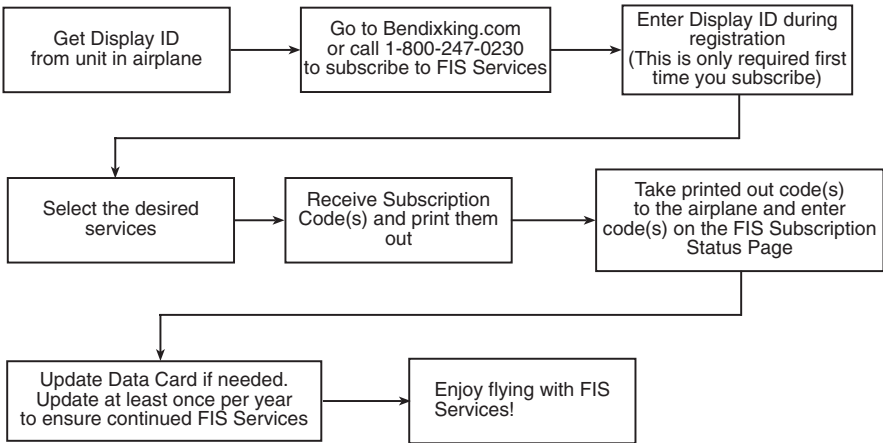 Get Display ID
from unit in airplane
Go to Bendixking.com
or call 1-800-247-0230
to subscribe to FIS Services
Enter Display ID during
registration
(This is only required first
time you subscribe)
Select the desired
services
Receive Subscription
Code(s) and print them
out
Take printed out code(s)
to the airplane and enter
code(s) on the FIS Subscription
Status Page
Update Data Card if needed.
Update at least once per year
to ensure continued FIS Services
Enjoy flying with FIS
Services!